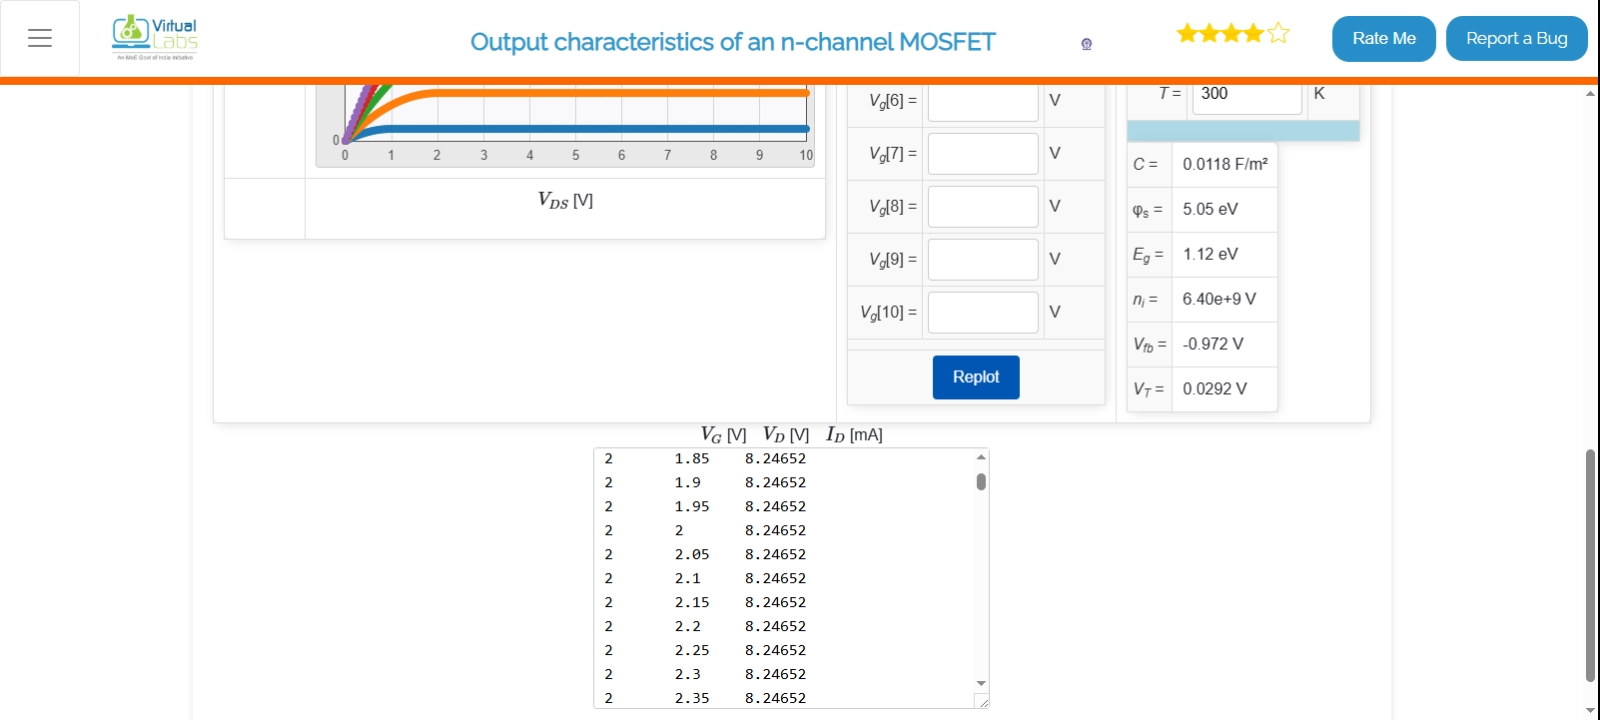 Virtual
Labs
An MoE Govt of India Initiative
Output characteristics of an n-channel MOSFET
Rate Me
Report a Bug
0
0 1 2 3 4 5 6 7 8 9 10
V_DS [V]
V_g[6] = V
V_g[7] = V
V_g[8] = V
V_g[9] = V
V_g[10] = V
Replot
T = 300 K
C = 0.0118 F/m²
φ_s = 5.05 eV
E_g = 1.12 eV
n_i = 6.40e+9 V
V_fb = -0.972 V
V_T = 0.0292 V
V_G [V] V_D [V] I_D [mA]
2 1.85 8.24652
2 1.9 8.24652
2 1.95 8.24652
2 2 8.24652
2 2.05 8.24652
2 2.1 8.24652
2 2.15 8.24652
2 2.2 8.24652
2 2.25 8.24652
2 2.3 8.24652
2 2.35 8.24652